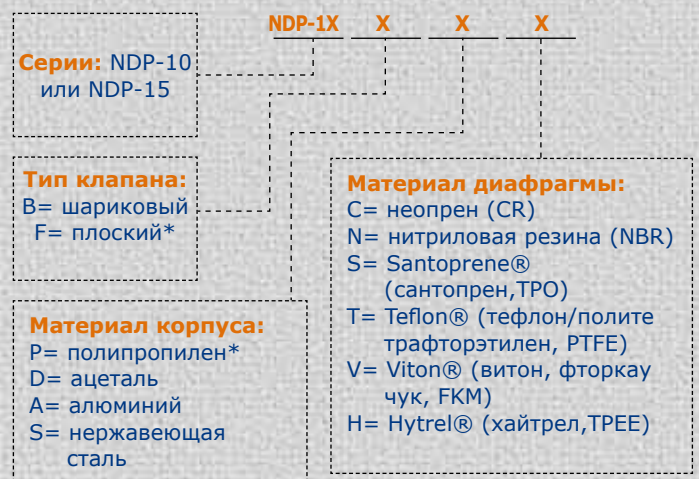 NDP-1X X X X
Серии: NDP-10
или NDP-15
Тип клапана:
B= шариковый
F= плоский*
Материал корпуса:
P= полипропилен*
D= ацеталь
A= алюминий
S= нержавеющая
сталь
Материал диафрагмы:
C= неопрен (CR)
N= нитриловая резина (NBR)
S= Santoprene®
(сантопрен,TPO)
T= Teflon® (тефлон/полите
трафторэтилен, PTFE)
V= Viton® (витон, фторкау
чук, FKM)
H= Hytrel® (хайтрел,TPEE)